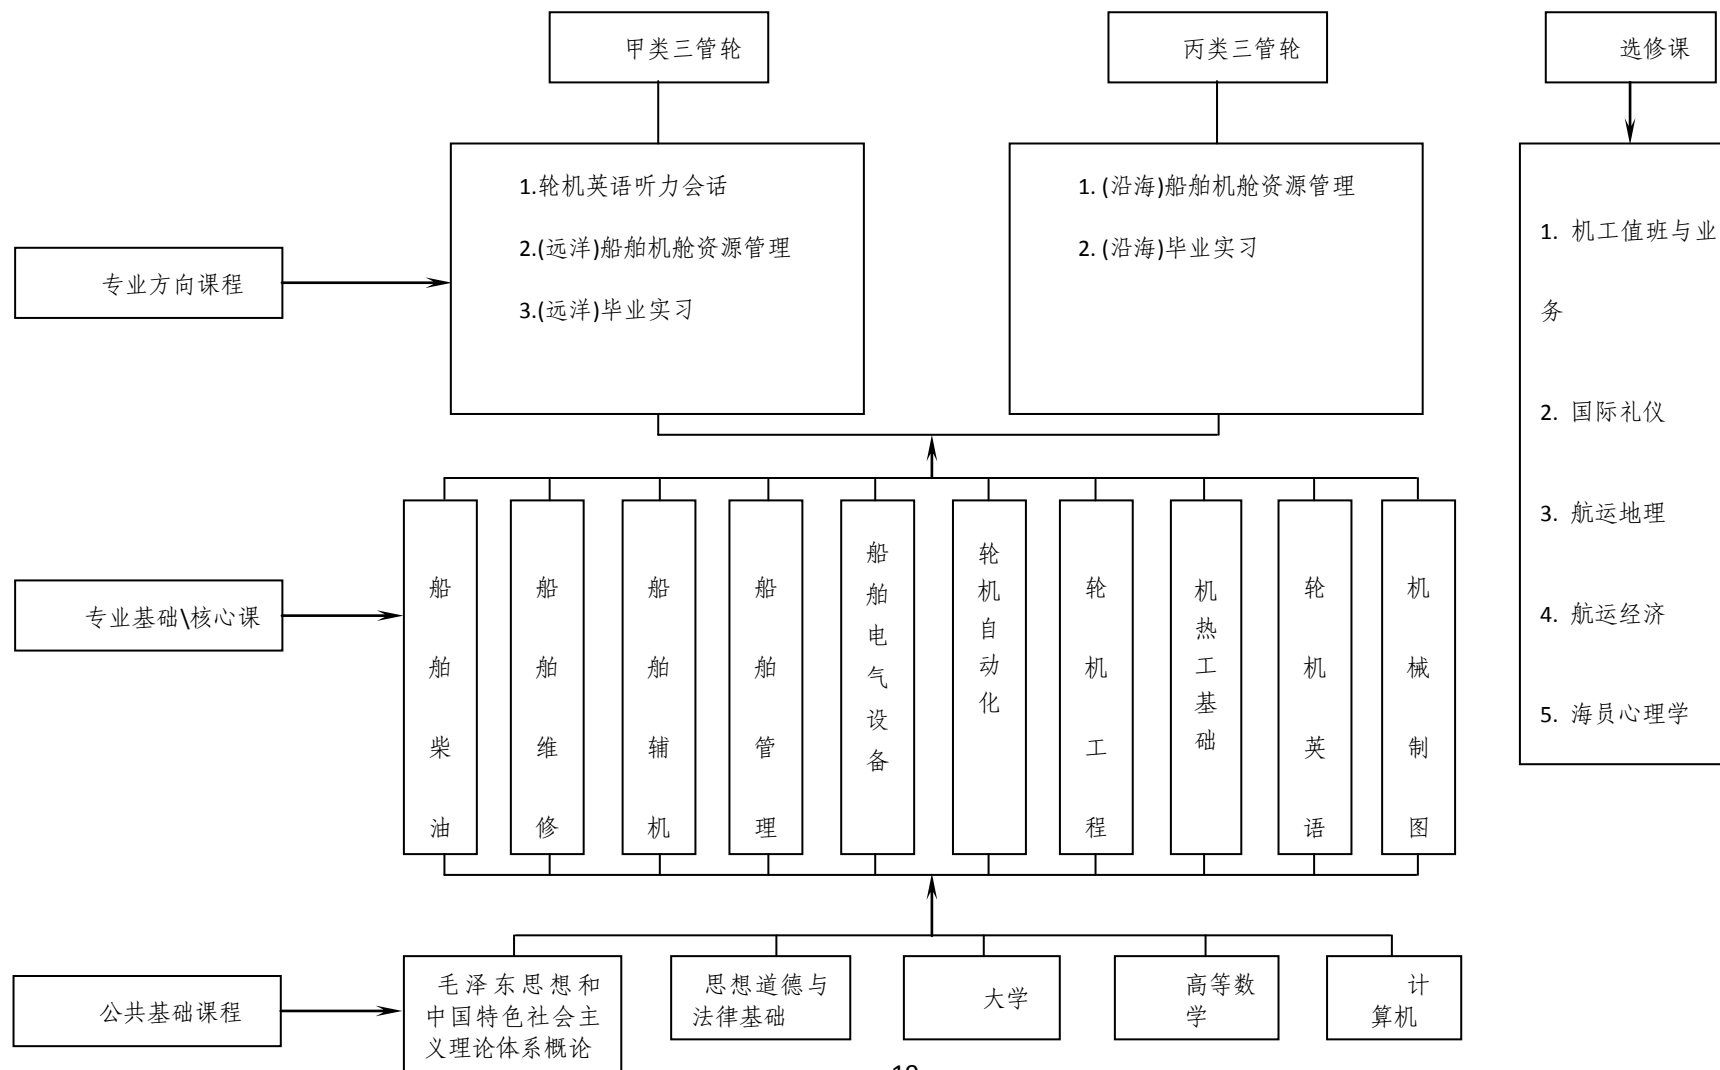 甲类三管轮
丙类三管轮
选修课
专业方向课程
1.轮机英语听力会话
2.(远洋)船舶机舱资源管理
3.(远洋)毕业实习
1. (沿海)船舶机舱资源管理
2. (沿海)毕业实习
1. 机工值班与业
务
2. 国际礼仪
3. 航运地理
4. 航运经济
5. 海员心理学
专业基础\核心课
船舶柴油
船舶维修
船舶辅机
船舶管理
船舶电气设备
轮机自动化
轮机工程
机热工基础
轮机英语
机械制图
公共基础课程
毛泽东思想和
中国特色社会主
义理论体系概论
思想道德与
法律基础
大学
高等数
学
计
算机